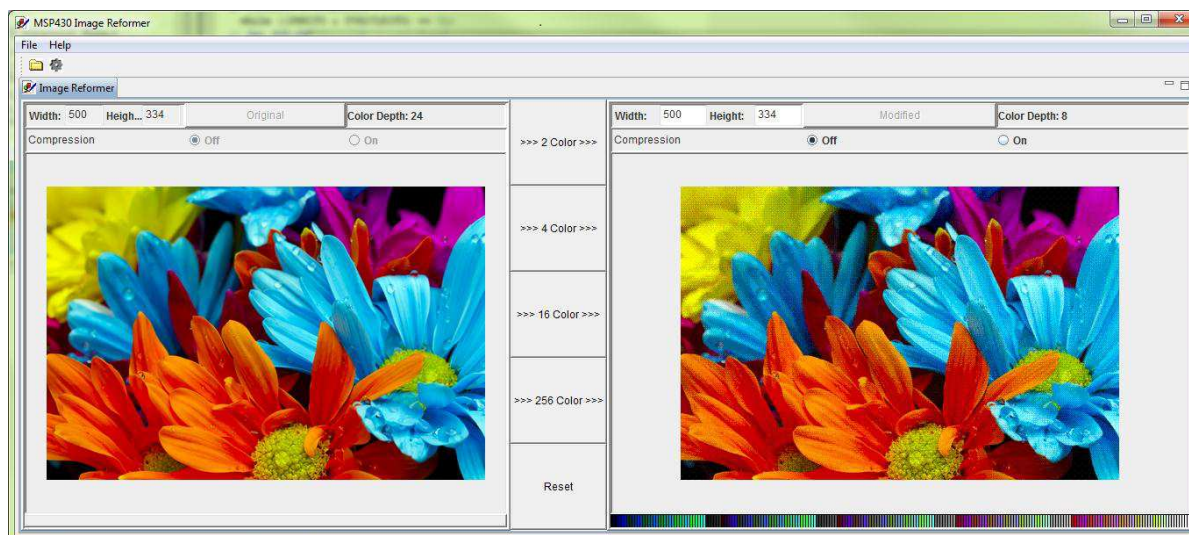 MSP430 Image Reformer
File Help
Image Reformer
Width: 500 Heigh... 334 Original Color Depth: 24
Compression Off On
>>> 2 Color >>>
>>> 4 Color >>>
>>> 16 Color >>>
>>> 256 Color >>>
Reset
Width: 500 Height: 334 Modified Color Depth: 8
Compression Off On